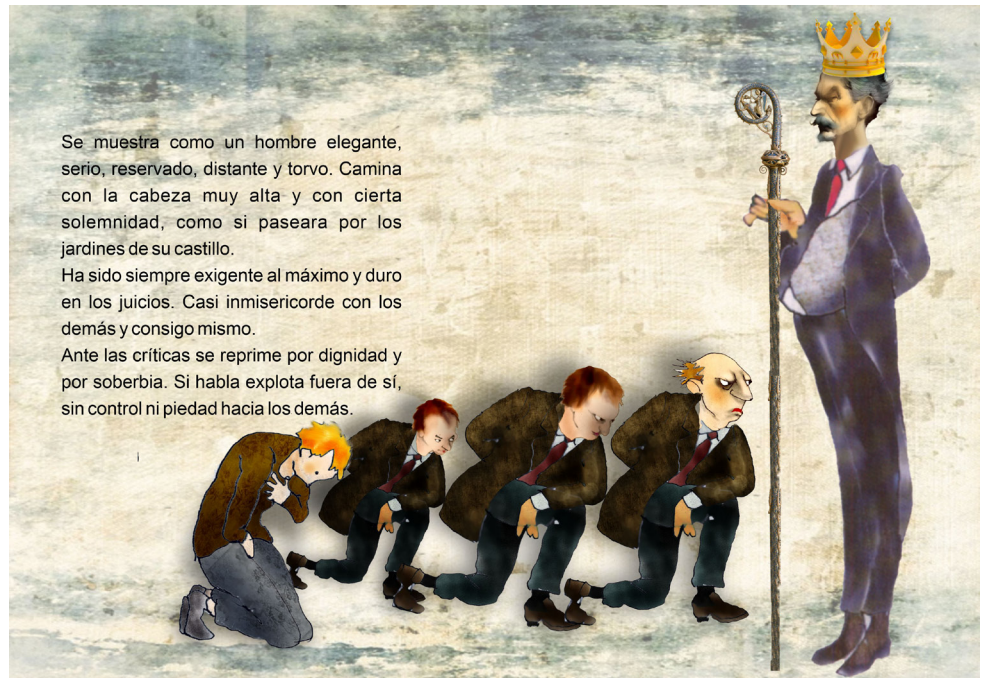 Se muestra como un hombre elegante,
serio, reservado, distante y torvo. Camina
con la cabeza muy alta y con cierta
solemnidad, como si paseara por los
jardines de su castillo.
Ha sido siempre exigente al máximo y duro
en los juicios. Casi inmisericorde con los
demás y consigo mismo.
Ante las críticas se reprime por dignidad y
por soberbia. Si habla explota fuera de sí,
sin control ni piedad hacia los demás.